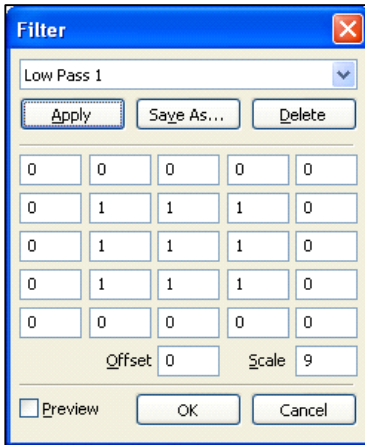 Filter
Low Pass 1
Apply Save As... Delete
0 0 0 0 0
0 1 1 1 0
0 1 1 1 0
0 1 1 1 0
0 0 0 0 0
Offset 0 Scale 9
Preview OK Cancel